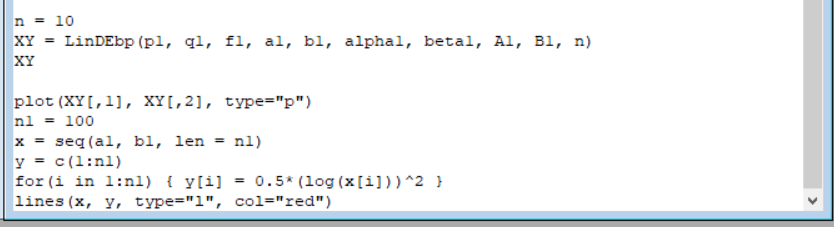 n = 10
XY = LinDEbp(p1, q1, f1, a1, b1, alpha1, beta1, A1, B1, n)
XY
plot(XY[,1], XY[,2], type="p")
n1 = 100
x = seq(a1, b1, len = n1)
y = c(1:n1)
for(i in 1:n1) { y[i] = 0.5*(log(x[i]))^2 }
lines(x, y, type="l", col="red")